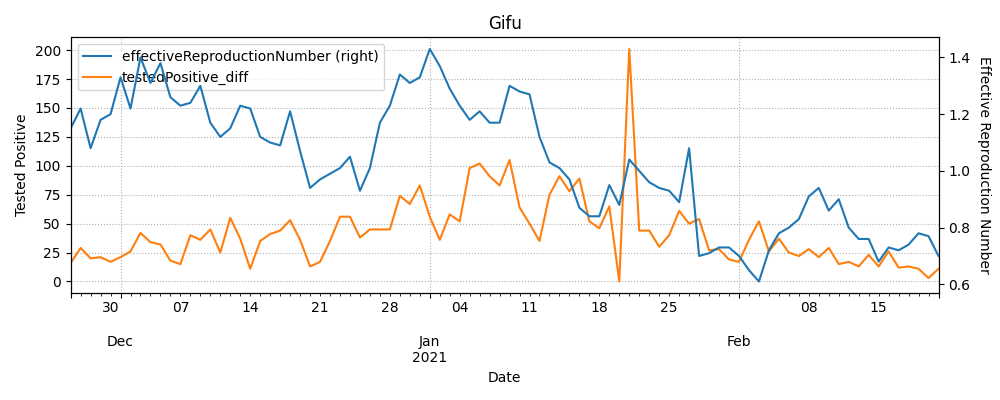 Gifu
effectiveReproductionNumber (right)
testedPositive_diff
200
175
150
125
100
75
50
25
0
Tested Positive
1.4
1.2
1.0
0.8
0.6
Effective Reproduction Number
30 07 14 21 28 04 11 18 25 08 15
Dec Jan Feb
2021
Date